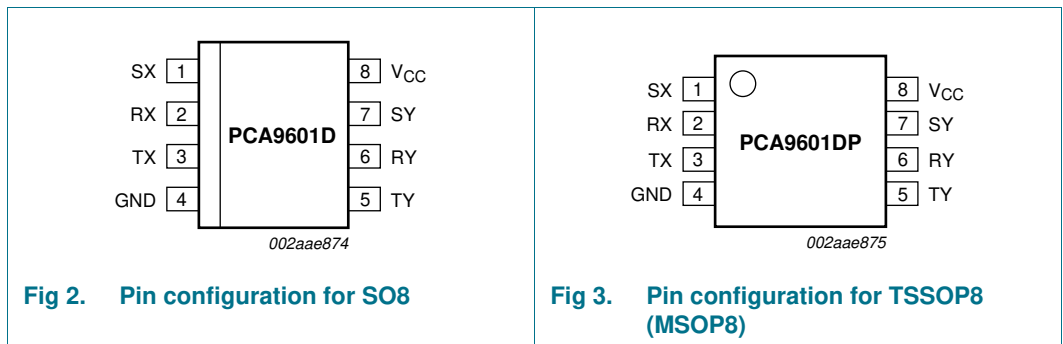 SX 1 8 VCC
RX 2 7 SY
PCA9601D
TX 3 6 RY
GND 4 5 TY
002aae874
Fig 2. Pin configuration for SO8
SX 1 8 VCC
RX 2 7 SY
PCA9601DP
TX 3 6 RY
GND 4 5 TY
002aae875
Fig 3. Pin configuration for TSSOP8
(MSOP8)